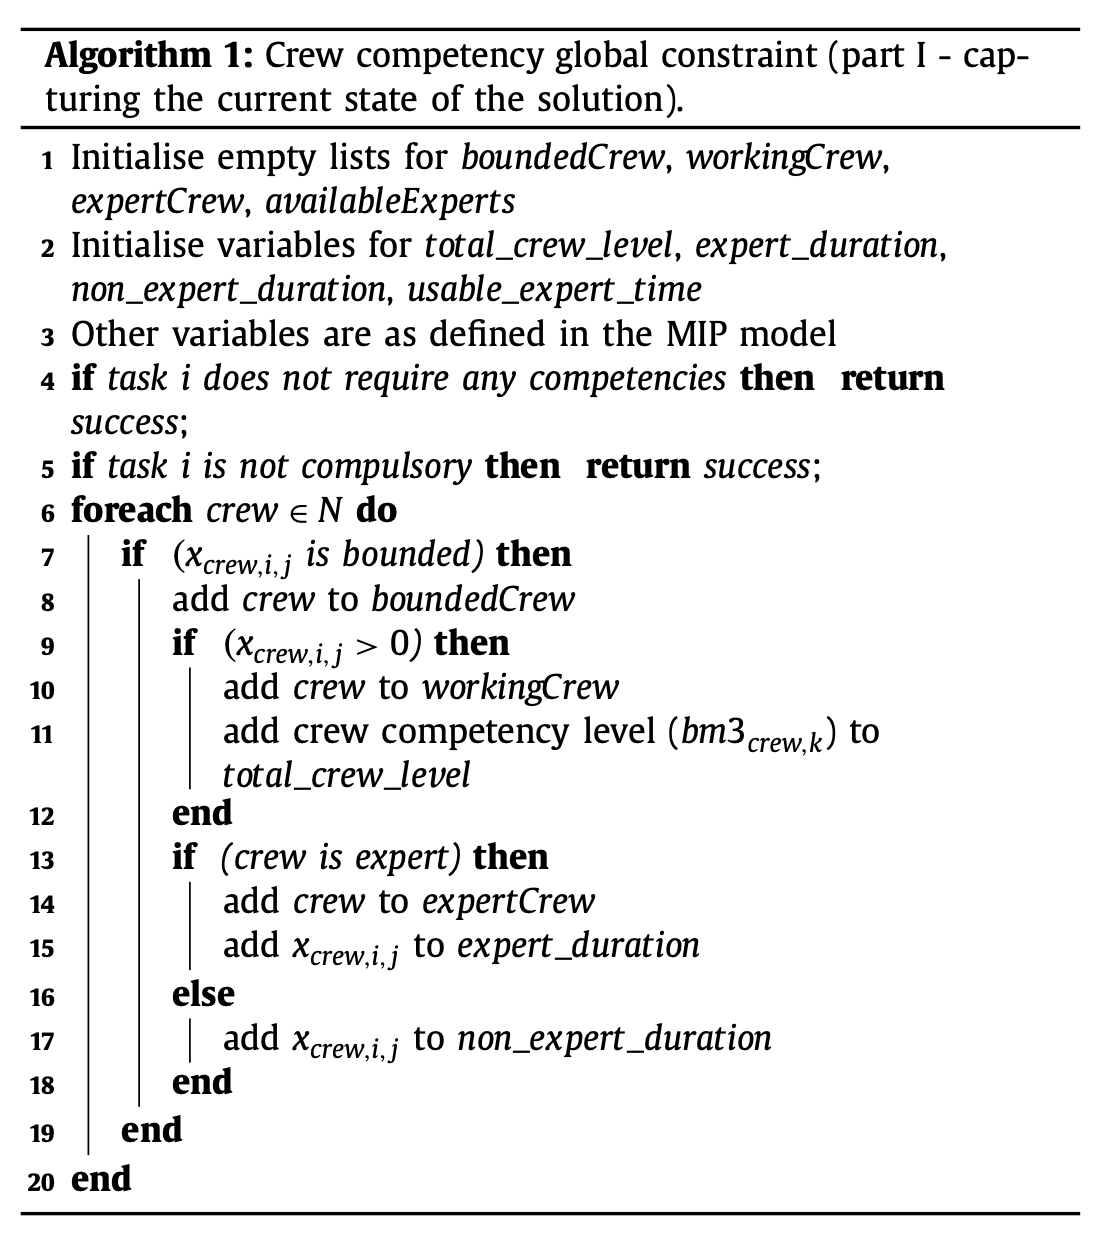 Algorithm 1: Crew competency global constraint (part I - cap-
turing the current state of the solution).
1 Initialise empty lists for boundedCrew, workingCrew,
expertCrew, availableExperts
2 Initialise variables for total_crew_level, expert_duration,
non_expert_duration, usable_expert_time
3 Other variables are as defined in the MIP model
4 if task i does not require any competencies then return
success;
5 if task i is not compulsory then return success;
6 foreach crew ∈ N do
7 if (x_{crew,i,j} is bounded) then
8 add crew to boundedCrew
9 if (x_{crew,i,j} > 0) then
10 add crew to workingCrew
11 add crew competency level (bm3_{crew,k}) to
total_crew_level
12 end
13 if (crew is expert) then
14 add crew to expertCrew
15 add x_{crew,i,j} to expert_duration
16 else
17 add x_{crew,i,j} to non_expert_duration
18 end
19 end
20 end